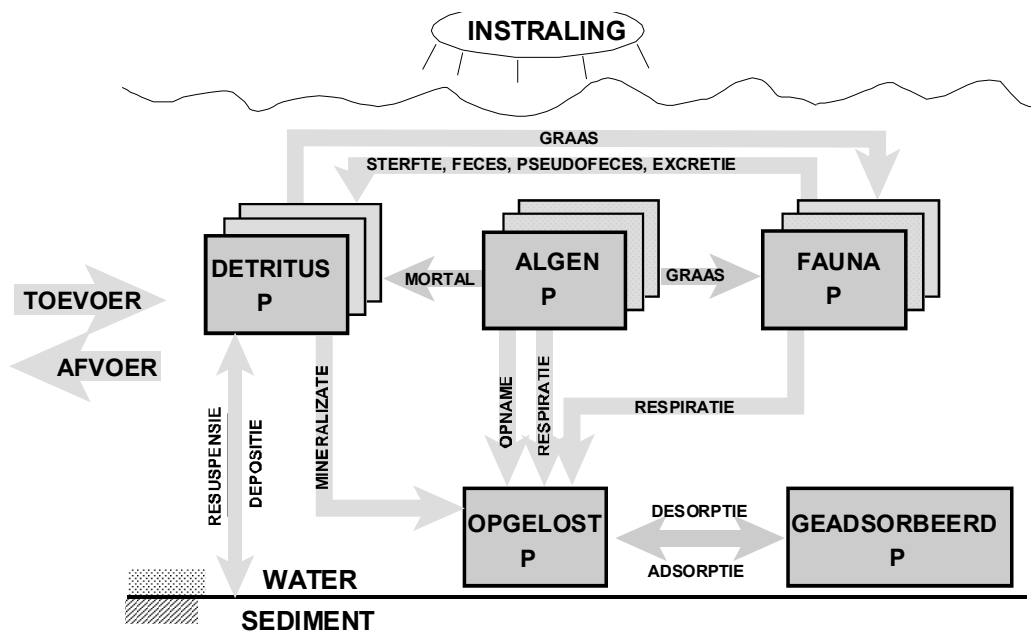 INSTRALING
GRAAS
STERFTE, FECES, PSEUDOFECES, EXCRETIE
DETRITUS
P
MORTAL
ALGEN
P
GRAAS
FAUNA
P
TOEVOER
AFVOER
RESUSPENSIE
DEPOSITIE
MINERALIZATE
OPNAME
RESPIRATIE
RESPIRATIE
OPGELOST
P
DESORPTIE
ADSORPTIE
GEADSORBEERD
P
WATER
SEDIMENT